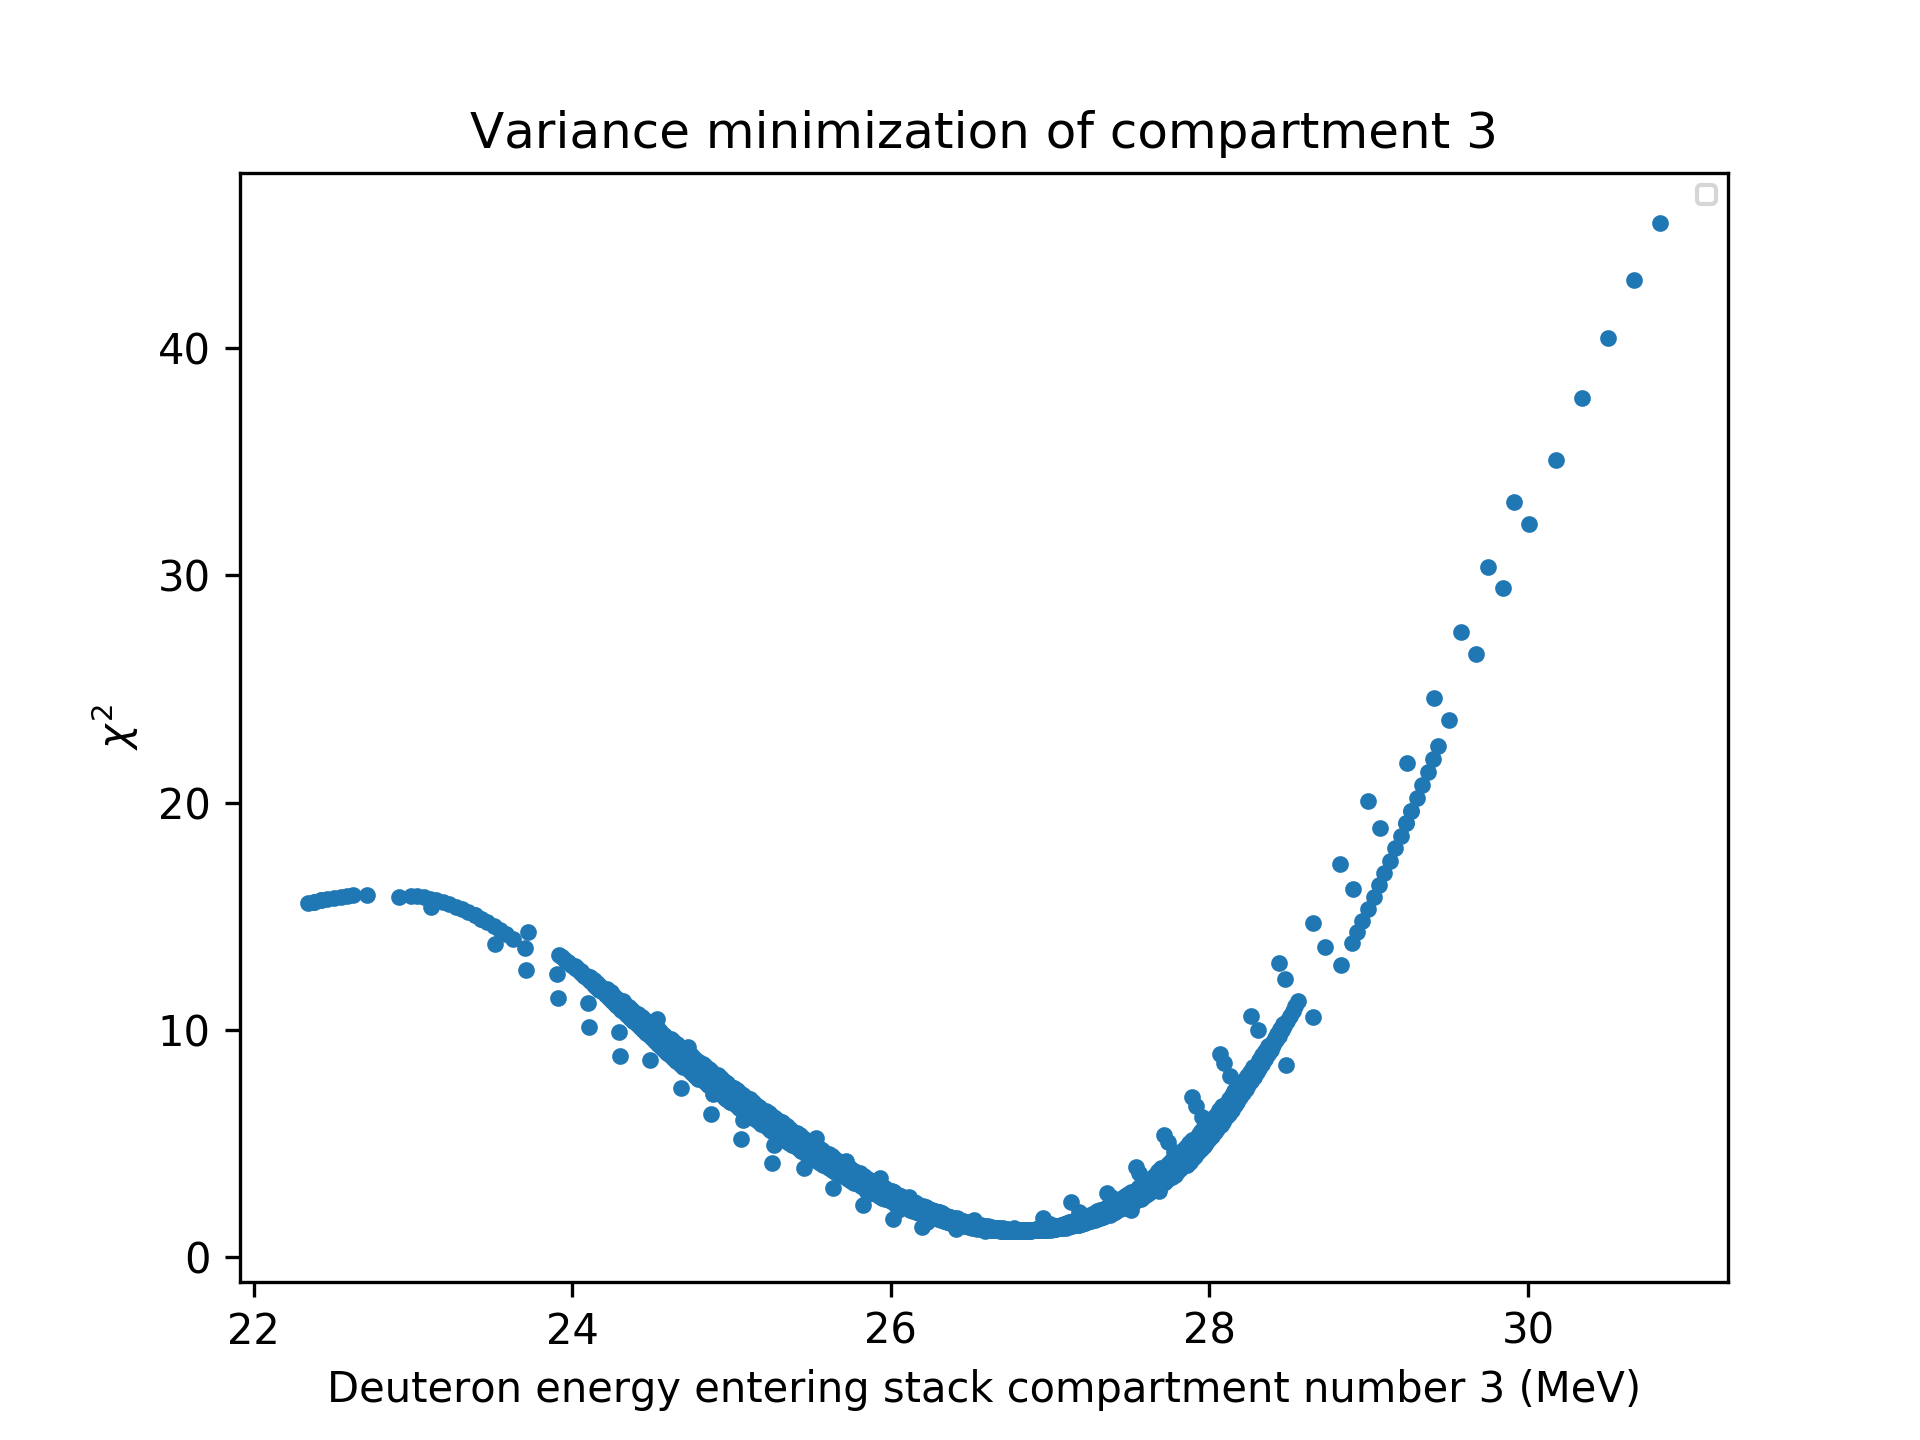 Variance minimization of compartment 3
χ²
40
30
20
10
0
22 24 26 28 30
Deuteron energy entering stack compartment number 3 (MeV)